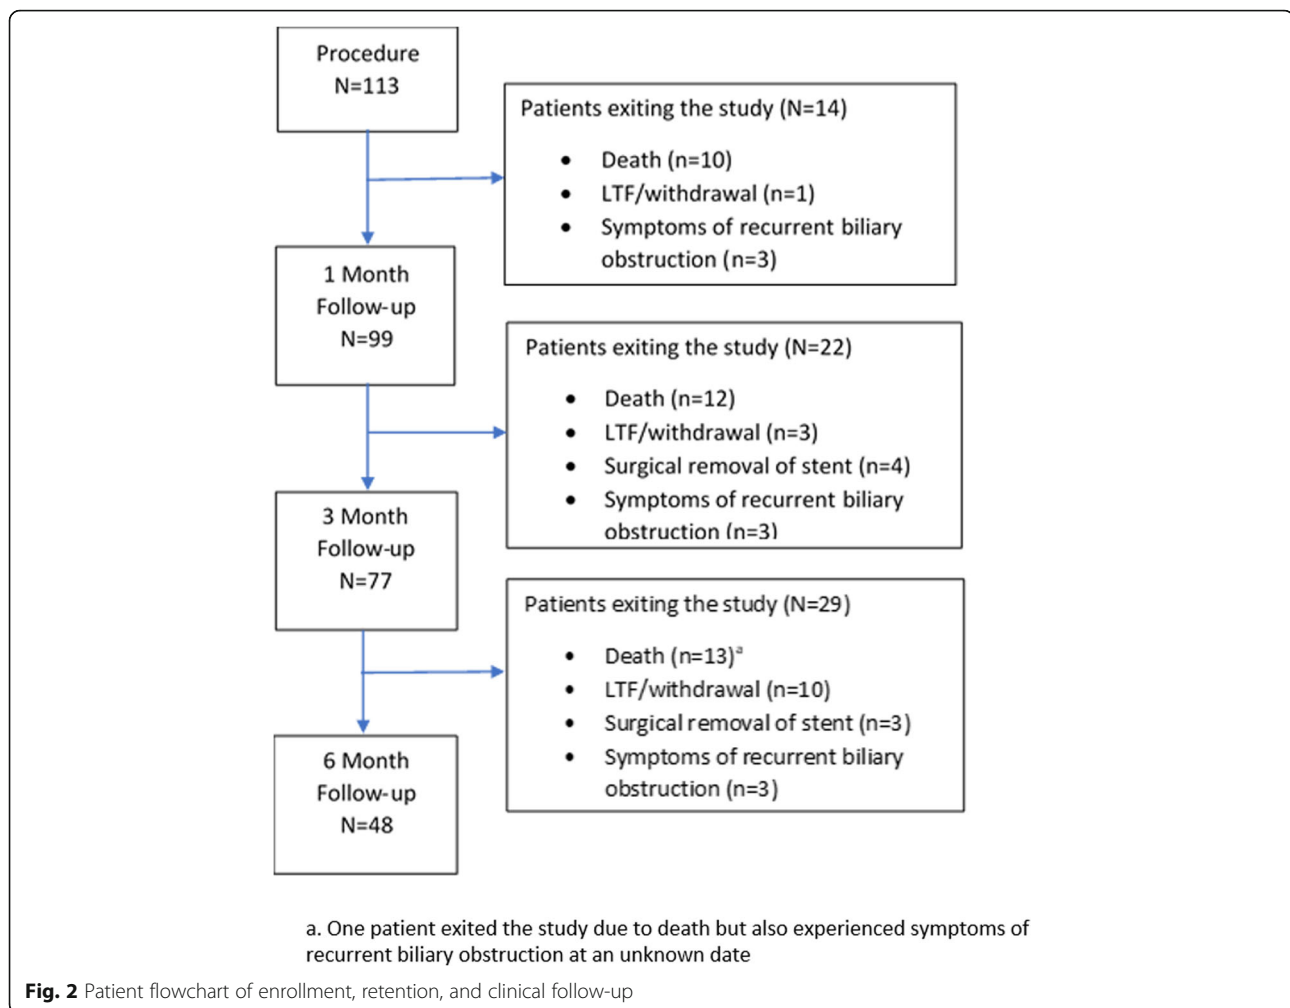 Procedure
N=113
Patients exiting the study (N=14)
• Death (n=10)
• LTF/withdrawal (n=1)
• Symptoms of recurrent biliary
obstruction (n=3)
1 Month
Follow-up
N=99
Patients exiting the study (N=22)
• Death (n=12)
• LTF/withdrawal (n=3)
• Surgical removal of stent (n=4)
• Symptoms of recurrent biliary
obstruction (n=3)
3 Month
Follow-up
N=77
Patients exiting the study (N=29)
• Death (n=13)ᵃ
• LTF/withdrawal (n=10)
• Surgical removal of stent (n=3)
• Symptoms of recurrent biliary
obstruction (n=3)
6 Month
Follow-up
N=48
a. One patient exited the study due to death but also experienced symptoms of
recurrent biliary obstruction at an unknown date
Fig. 2 Patient flowchart of enrollment, retention, and clinical follow-up